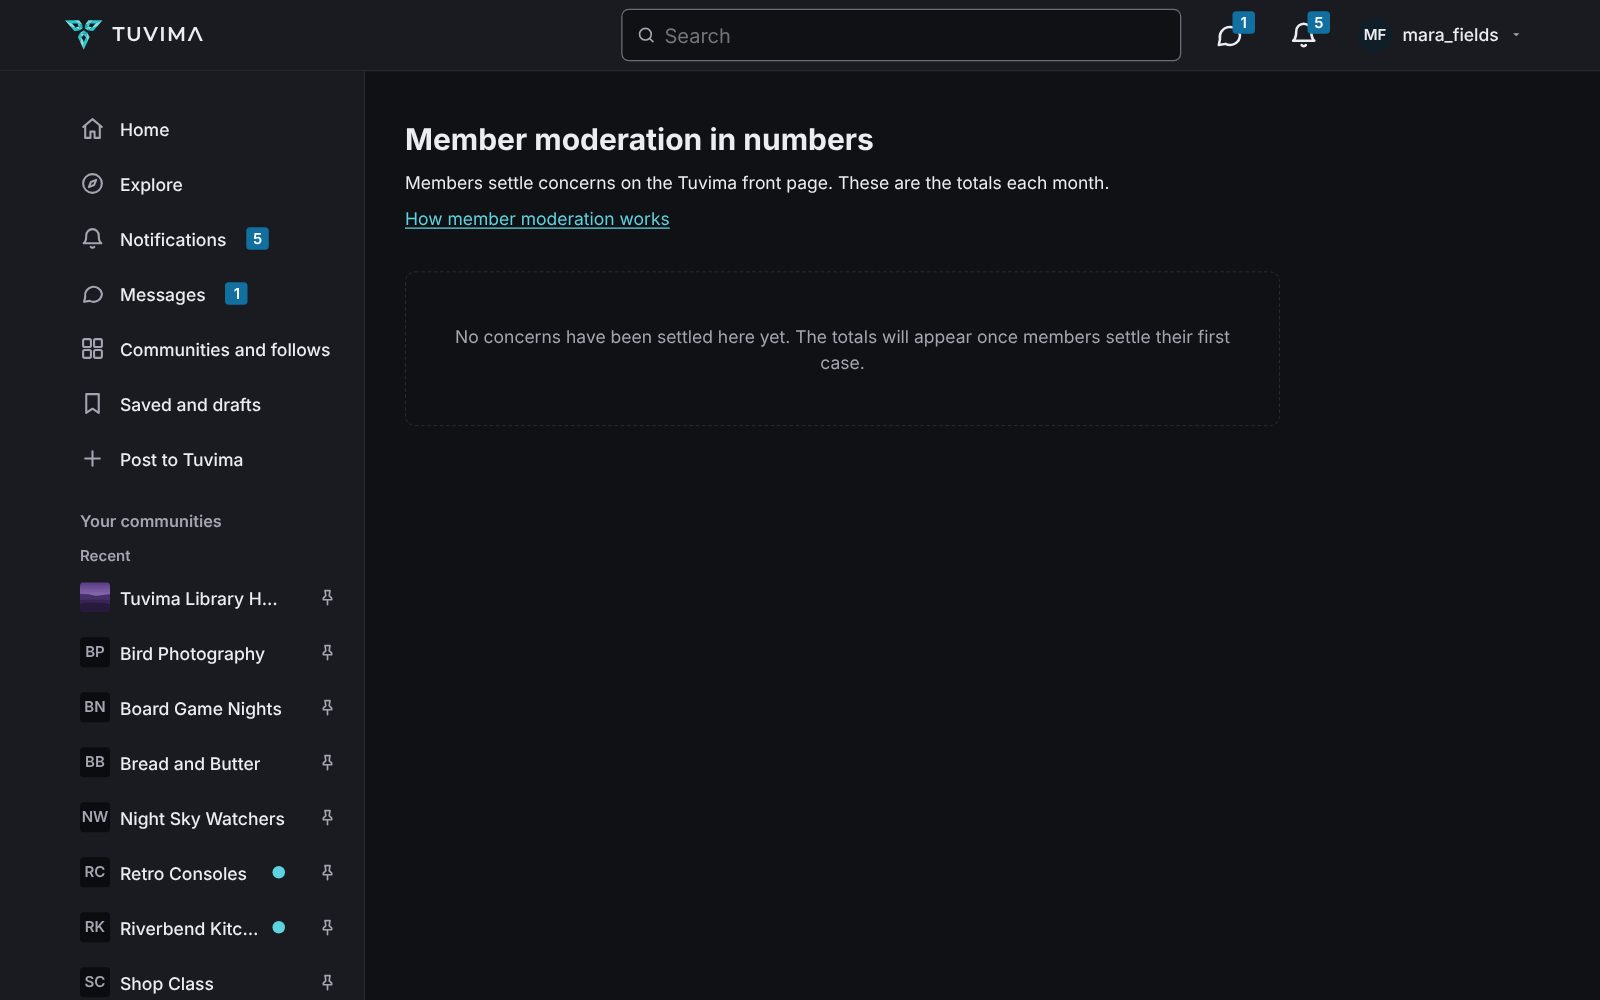 TUVIMA
Search
1
5
MF
mara_fields
Home
Explore
Notifications
5
Messages
1
Communities and follows
Saved and drafts
Post to Tuvima
Your communities
Recent
Tuvima Library H...
BP
Bird Photography
BN
Board Game Nights
BB
Bread and Butter
NW
Night Sky Watchers
RC
Retro Consoles
RK
Riverbend Kitc...
SC
Shop Class
Member moderation in numbers
Members settle concerns on the Tuvima front page. These are the totals each month.
How member moderation works
No concerns have been settled here yet. The totals will appear once members settle their first
case.